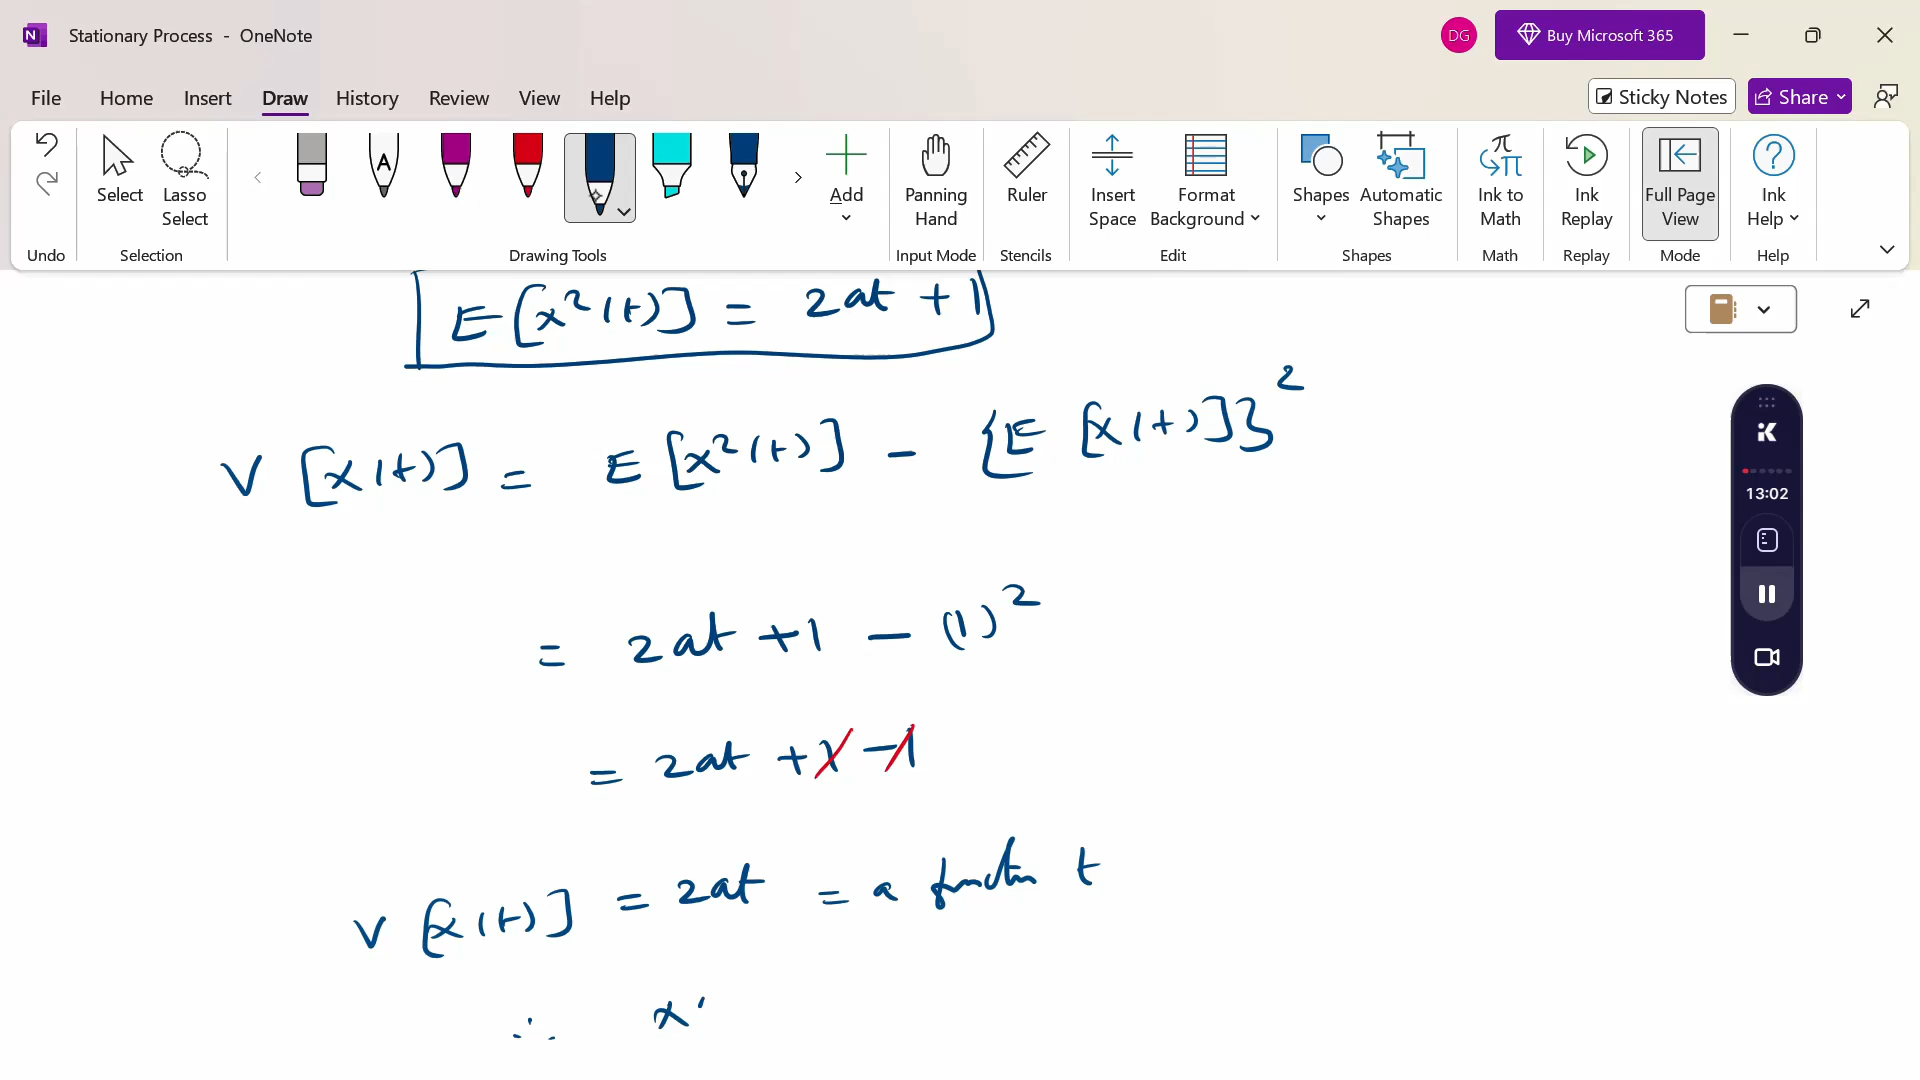 Stationary Process - OneNote
DG
Buy Microsoft 365
File Home Insert Draw History Review View Help
Sticky Notes
Share
A
Select
Lasso Select
Add
Panning Hand
Ruler
Insert Space
Format Background
Shapes
Automatic Shapes
Ink to Math
Ink Replay
Full Page View
Ink Help
Undo
Selection
Drawing Tools
Input Mode
Stencils
Edit
Shapes
Math
Replay
Mode
Help
E[x²(t)] = 2at + 1
V [x(t)] = E [x²(t)] - {E [x(t)]}²
13:02
= 2at + 1 - (1)²
= 2at + 1 - 1
V [x(t)] = 2at = a function t
∴ x